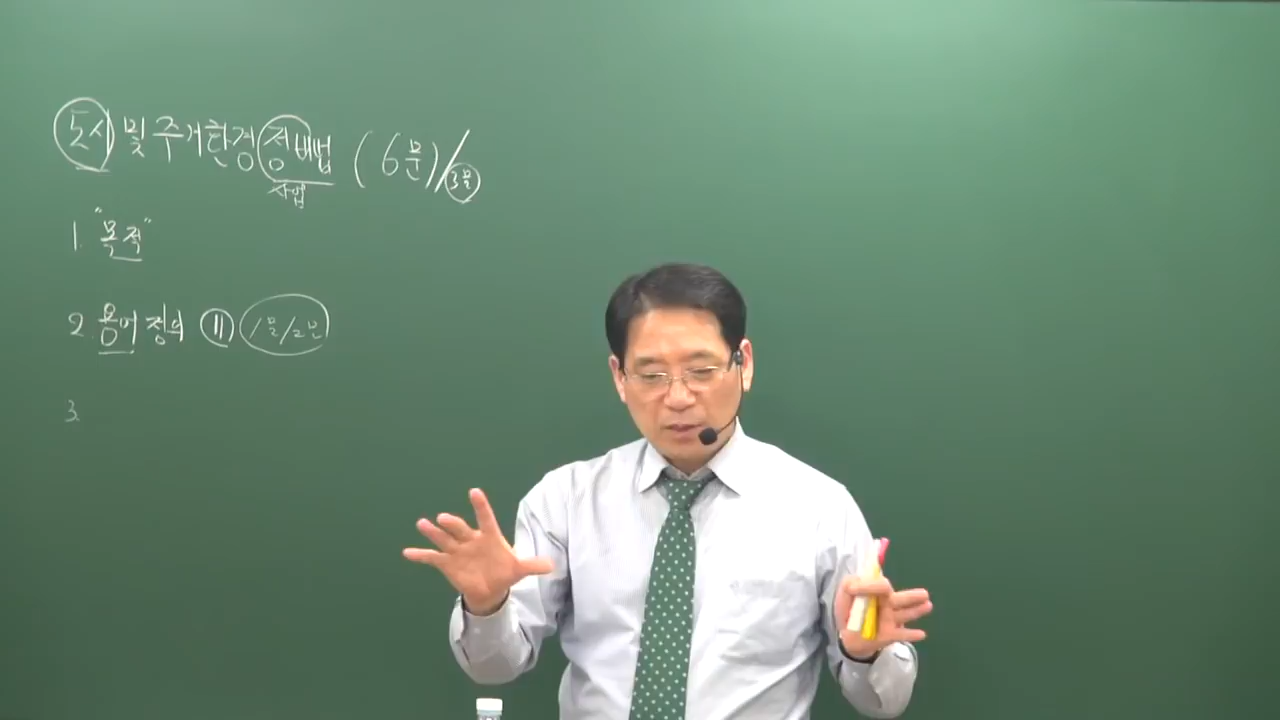 도시 및 주거환경정비법 (6문)/3문
사업
1. "목적"
2. 용어정의 ⑪ 1문/2문
3.